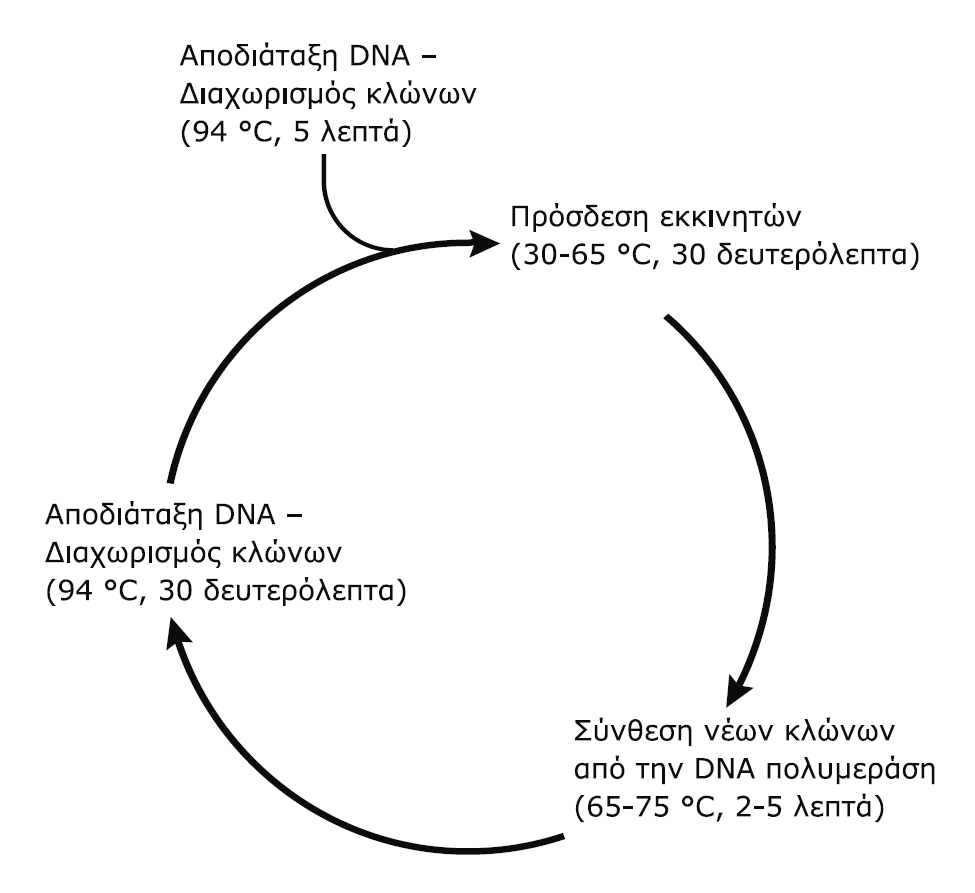 Αποδιάταξη DNA –
Διαχωρισμός κλώνων
(94 °C, 5 λεπτά)
Πρόσδεση εκκινητών
(30-65 °C, 30 δευτερόλεπτα)
Αποδιάταξη DNA –
Διαχωρισμός κλώνων
(94 °C, 30 δευτερόλεπτα)
Σύνθεση νέων κλώνων
από την DNA πολυμεράση
(65-75 °C, 2-5 λεπτά)